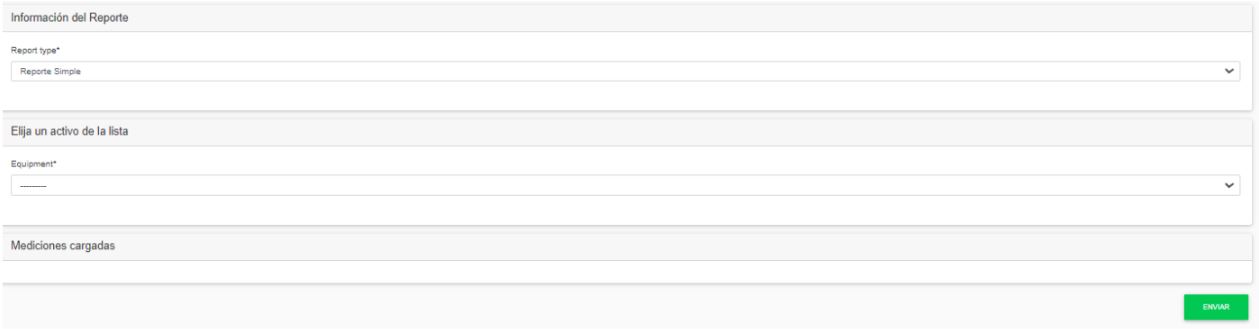 Información del Reporte
Report type*
Reporte Simple
Elija un activo de la lista
Equipment*
---------
Mediciones cargadas
ENVIAR